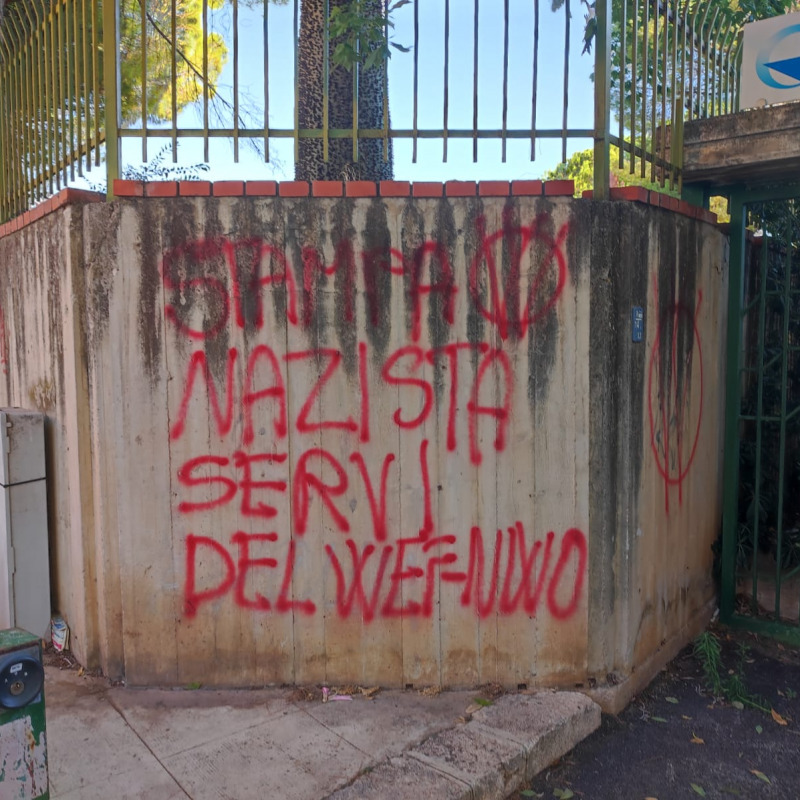 STAMPA
NAZISTA
SERVI
DEL WEF-NWO